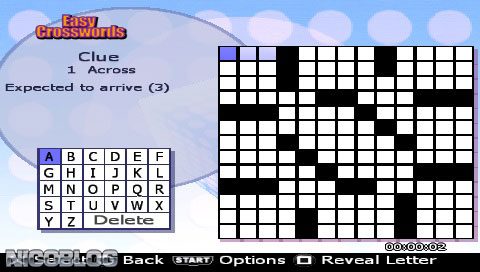 Easy
Crosswords
Clue
1 Across
Expected to arrive (3)
A B C D E F
G H I J K L
M N O P Q R
S T U V W X
Y Z Delete
00:00:02
NICOBLOG
Back START Options Reveal Letter